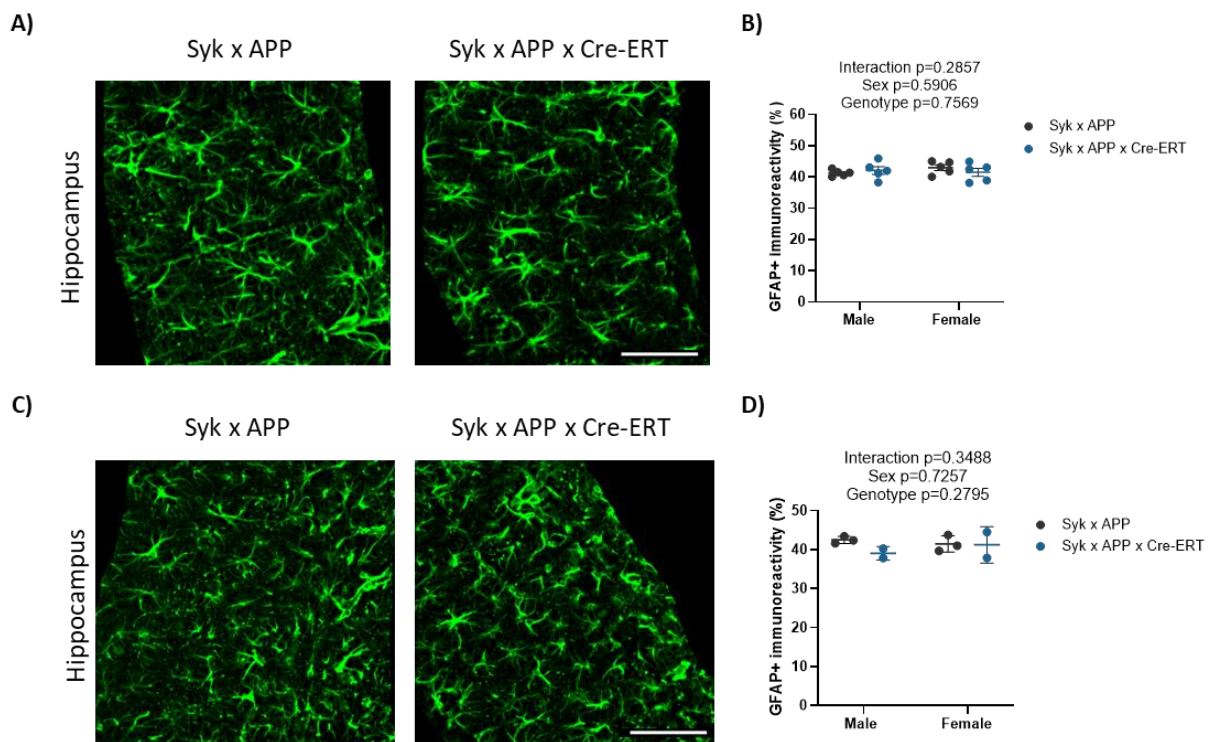 A)
Syk x APP
Syk x APP x Cre-ERT
Hippocampus
B)
Interaction p=0.2857
Sex p=0.5906
Genotype p=0.7569
GFAP+ immunoreactivity (%)
60
50
40
30
20
10
0
Male
Female
Syk x APP
Syk x APP x Cre-ERT
C)
Syk x APP
Syk x APP x Cre-ERT
Hippocampus
D)
Interaction p=0.3488
Sex p=0.7257
Genotype p=0.2795
GFAP+ immunoreactivity (%)
50
40
30
20
10
0
Male
Female
Syk x APP
Syk x APP x Cre-ERT